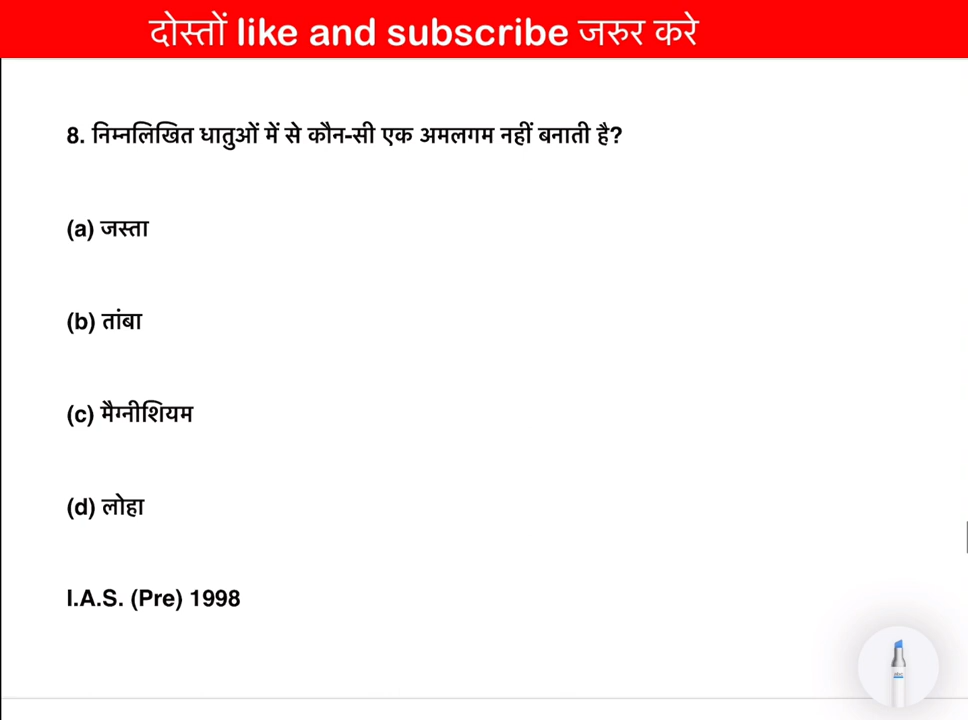 दोस्तों like and subscribe जरुर करे
8. निम्नलिखित धातुओं में से कौन-सी एक अमलगम नहीं बनाती है?
(a) जस्ता
(b) तांबा
(c) मैग्नीशियम
(d) लोहा
I.A.S. (Pre) 1998